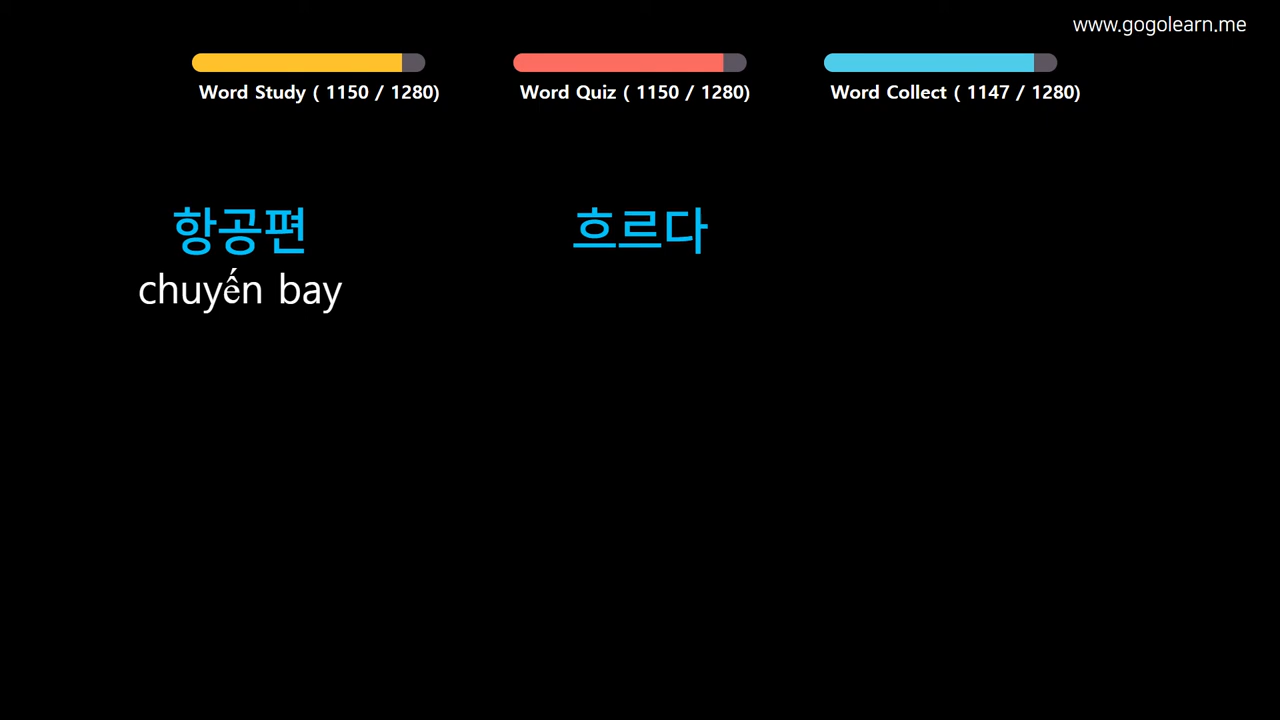 www.gogolearn.me
Word Study ( 1150 / 1280)
Word Quiz ( 1150 / 1280)
Word Collect ( 1147 / 1280)
항공편
chuyến bay
흐르다